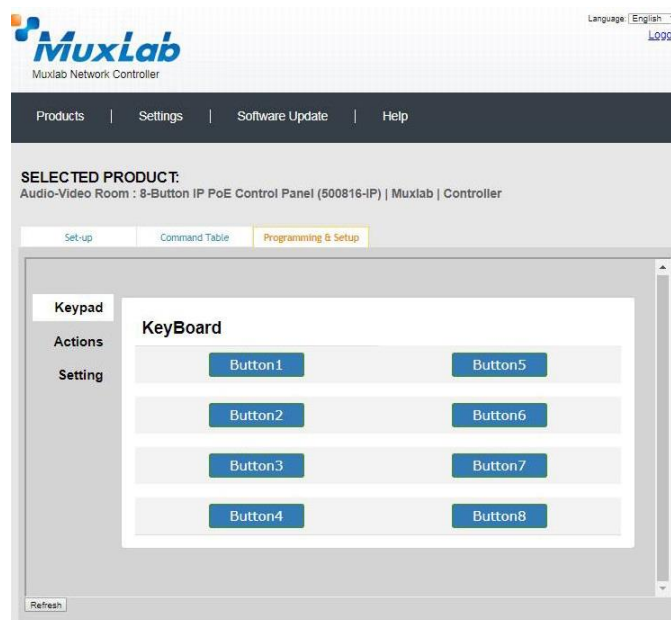 Language: English
Logg
MuxLab
Muxlab Network Controller
Products | Settings | Software Update | Help
SELECTED PRODUCT:
Audio-Video Room : 8-Button IP PoE Control Panel (500816-IP) | Muxlab | Controller
Set-up Command Table Programming & Setup
Keypad
KeyBoard
Actions
Button1 Button5
Setting
Button2 Button6
Button3 Button7
Button4 Button8
Refresh